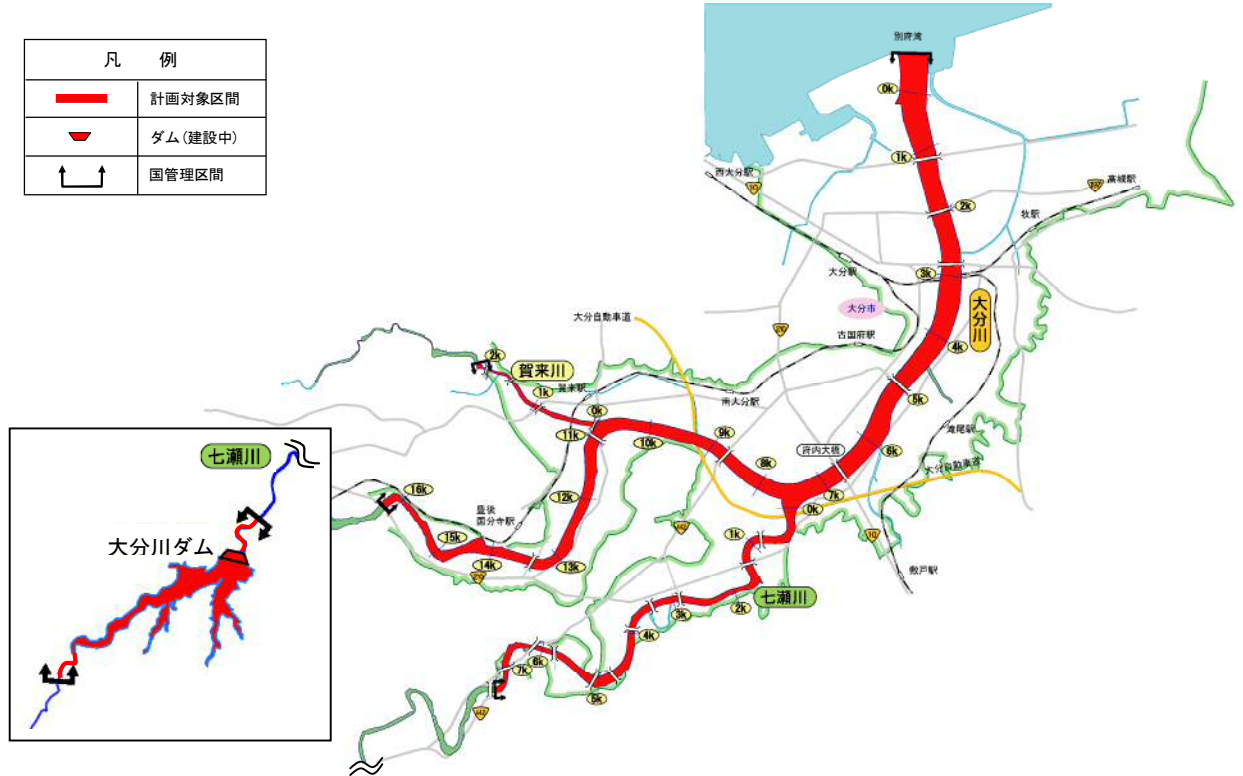 凡 例
計画対象区間
ダム(建設中)
国管理区間
別府湾
0k
1k
西大分駅
10
高城駅
2k
牧駅
大分駅
3k
大分市
大分川
大分自動車道
210
古国府駅
4k
2k
賀来川
1k
賀来駅
南大分駅
5k
0k
11k
10k
9k
滝尾駅
府内大橋
6k
8k
大分自動車道
7k
0k
16k
12k
豊後
国分寺駅
442
10
1k
15k
14k
13k
210
敷戸駅
七瀬川
2k
3k
4k
6k
7k
5k
442
七瀬川
大分川ダム